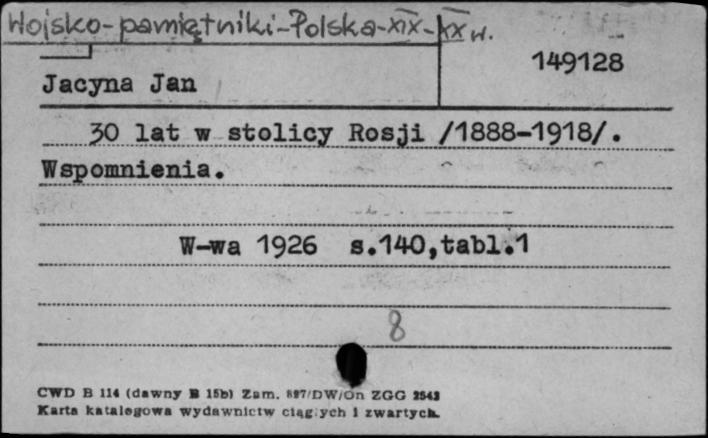 Wojsko-pamiętniki-Polska-XIX-XX w.
149128
Jacyna Jan
30 lat w stolicy Rosji /1888-1918/.
Wspomnienia.
W-wa 1926 s.140,tabl.1
8
CWD B 114 (dawny B 15b) Zam. 887/DW/On ZGG 2543
Karta katalogowa wydawnictw ciągłych i zwartych.